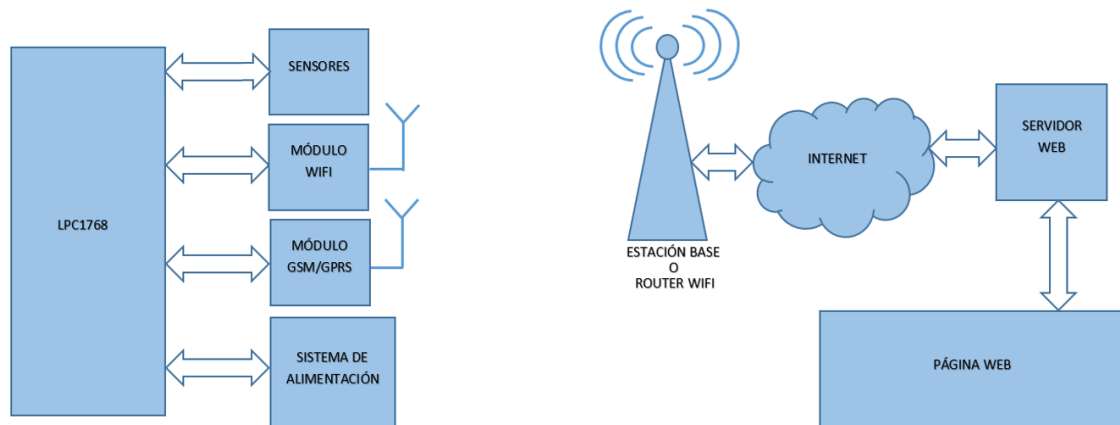 LPC1768
SENSORES
MÓDULO
WIFI
MÓDULO
GSM/GPRS
SISTEMA DE
ALIMENTACIÓN
ESTACIÓN BASE
O
ROUTER WIFI
INTERNET
SERVIDOR
WEB
PÁGINA WEB